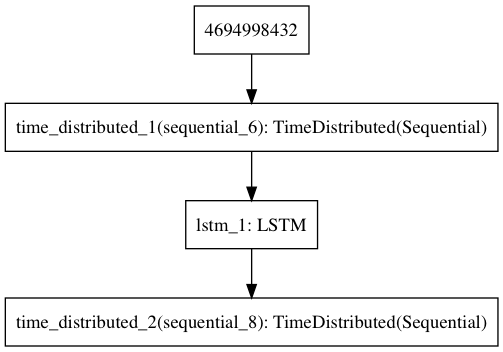 4694998432
time_distributed_1(sequential_6): TimeDistributed(Sequential)
lstm_1: LSTM
time_distributed_2(sequential_8): TimeDistributed(Sequential)